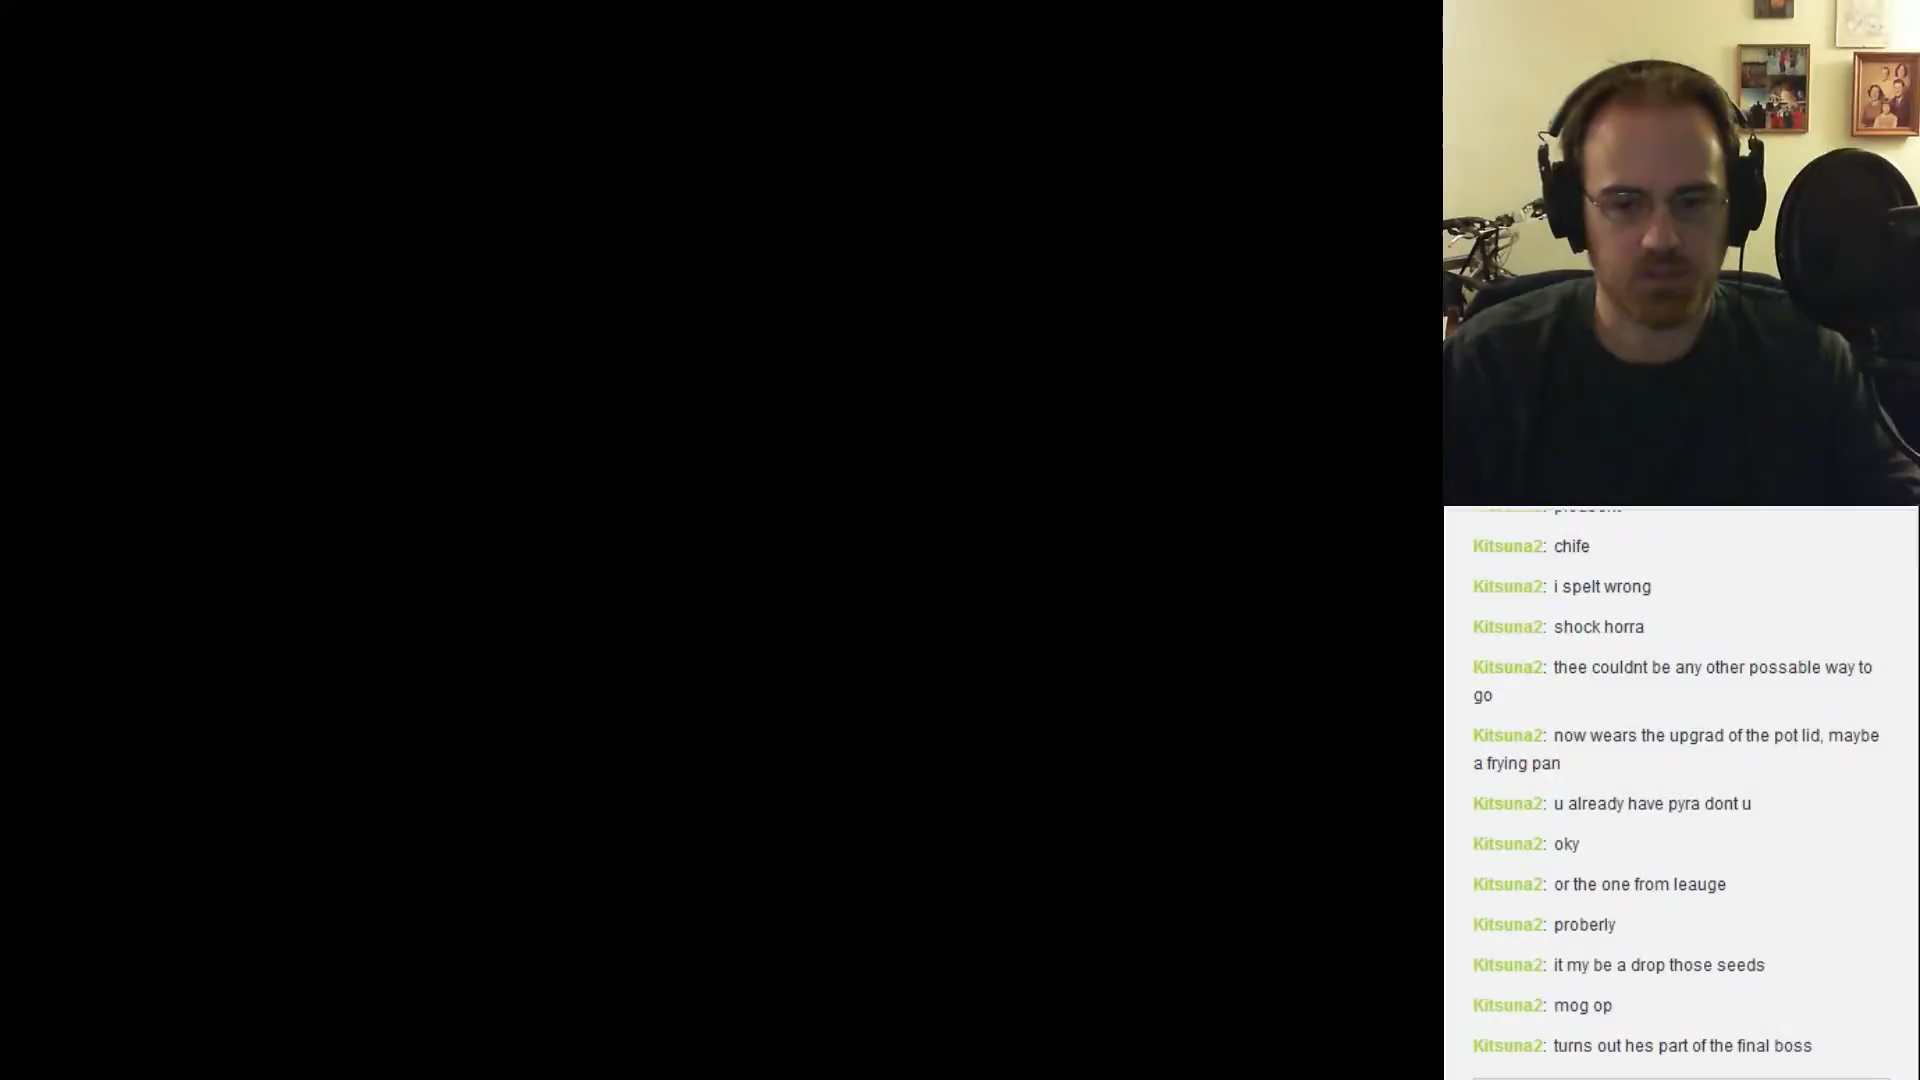 Kitsuna2: chife
Kitsuna2: i spelt wrong
Kitsuna2: shock horra
Kitsuna2: thee couldnt be any other possable way to
go
Kitsuna2: now wears the upgrad of the pot lid, maybe
a frying pan
Kitsuna2: u already have pyra dont u
Kitsuna2: oky
Kitsuna2: or the one from leauge
Kitsuna2: proberly
Kitsuna2: it my be a drop those seeds
Kitsuna2: mog op
Kitsuna2: turns out hes part of the final boss